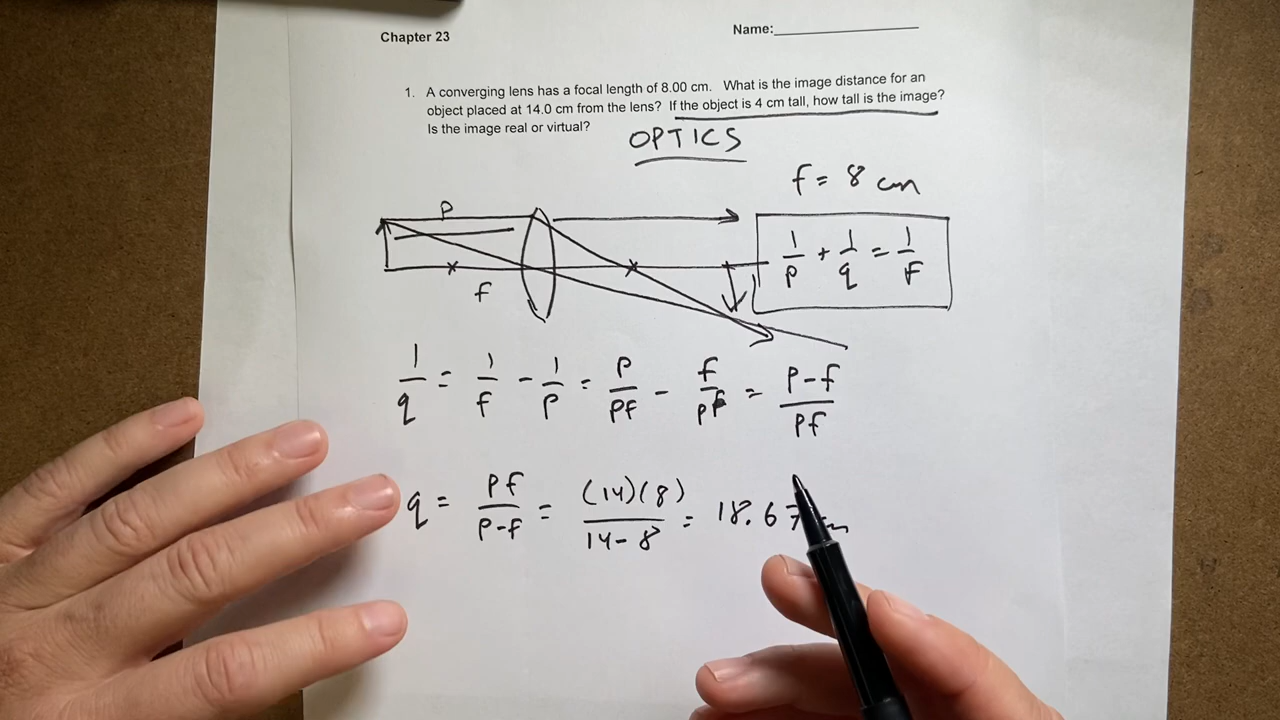 Chapter 23
Name:
1. A converging lens has a focal length of 8.00 cm. What is the image distance for an
object placed at 14.0 cm from the lens? If the object is 4 cm tall, how tall is the image?
Is the image real or virtual?
OPTICS
f = 8 cm
P
1/P + 1/q = 1/f
f
1/q = 1/f - 1/P = P/Pf - f/Pf = P-f/Pf
q = Pf/P-f = (14)(8)/14-8 = 18.67